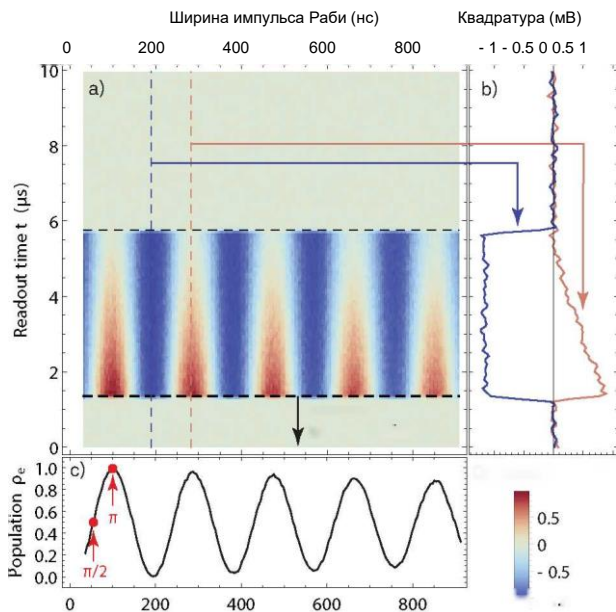 Ширина импульса Раби (нс)
Квадратура (мВ)
0 200 400 600 800
- 1 - 0.5 0 0.5 1
a)
b)
10
8
6
4
2
0
Readout time t (μs)
c)
Population ρe
1.0
0.8
0.6
0.4
0.2
0.0
π
π/2
0 200 400 600 800
0.5
0
- 0.5